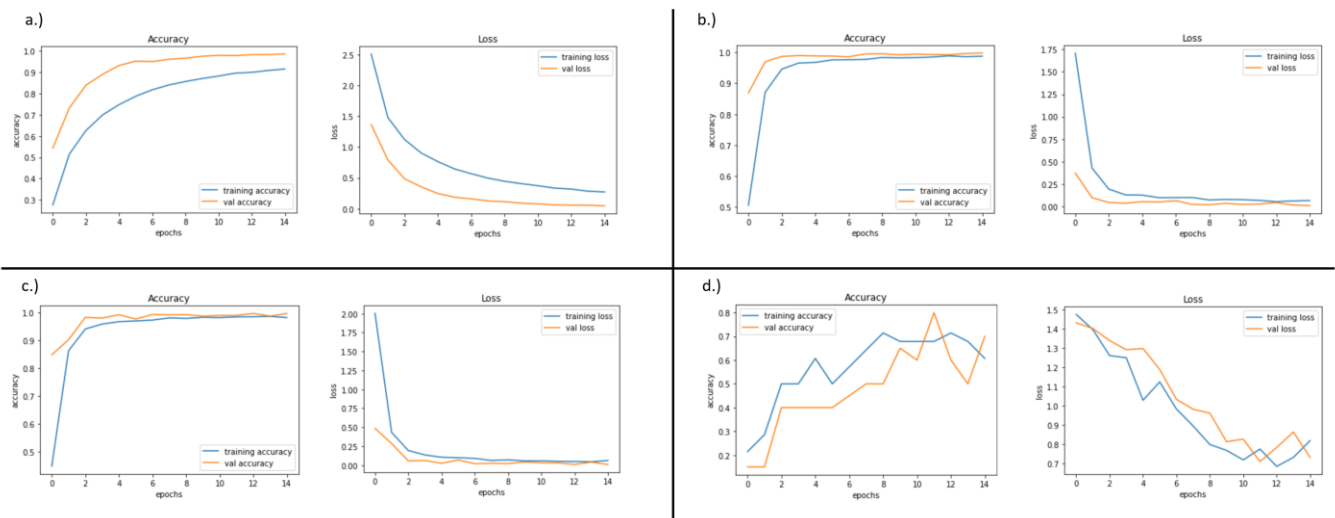 a.)
Accuracy
1.0
0.9
0.8
0.7
0.6
0.5
0.4
0.3
accuracy
training accuracy
val accuracy
0 2 4 6 8 10 12 14
epochs
Loss
2.5
2.0
1.5
1.0
0.5
0.0
loss
training loss
val loss
0 2 4 6 8 10 12 14
epochs
b.)
Accuracy
1.0
0.9
0.8
0.7
0.6
0.5
accuracy
training accuracy
val accuracy
0 2 4 6 8 10 12 14
epochs
Loss
1.75
1.50
1.25
1.00
0.75
0.50
0.25
0.00
loss
training loss
val loss
0 2 4 6 8 10 12 14
epochs
c.)
Accuracy
1.0
0.9
0.8
0.7
0.6
0.5
accuracy
training accuracy
val accuracy
0 2 4 6 8 10 12 14
epochs
Loss
2.00
1.75
1.50
1.25
1.00
0.75
0.50
0.25
0.00
loss
training loss
val loss
0 2 4 6 8 10 12 14
epochs
d.)
Accuracy
0.8
0.7
0.6
0.5
0.4
0.3
0.2
accuracy
training accuracy
val accuracy
0 2 4 6 8 10 12 14
epochs
Loss
1.5
1.4
1.3
1.2
1.1
1.0
0.9
0.8
0.7
loss
training loss
val loss
0 2 4 6 8 10 12 14
epochs